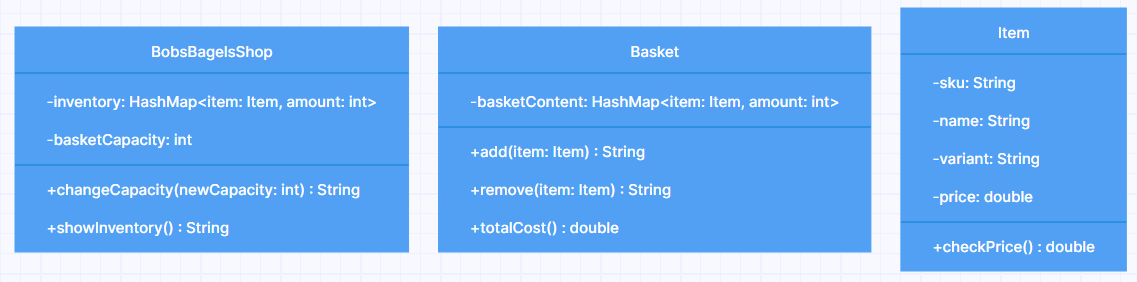 BobsBagelsShop
-inventory: HashMap<item: Item, amount: int>
-basketCapacity: int
+changeCapacity(newCapacity: int) : String
+showInventory() : String
Basket
-basketContent: HashMap<item: Item, amount: int>
+add(item: Item) : String
+remove(item: Item) : String
+totalCost() : double
Item
-sku: String
-name: String
-variant: String
-price: double
+checkPrice() : double